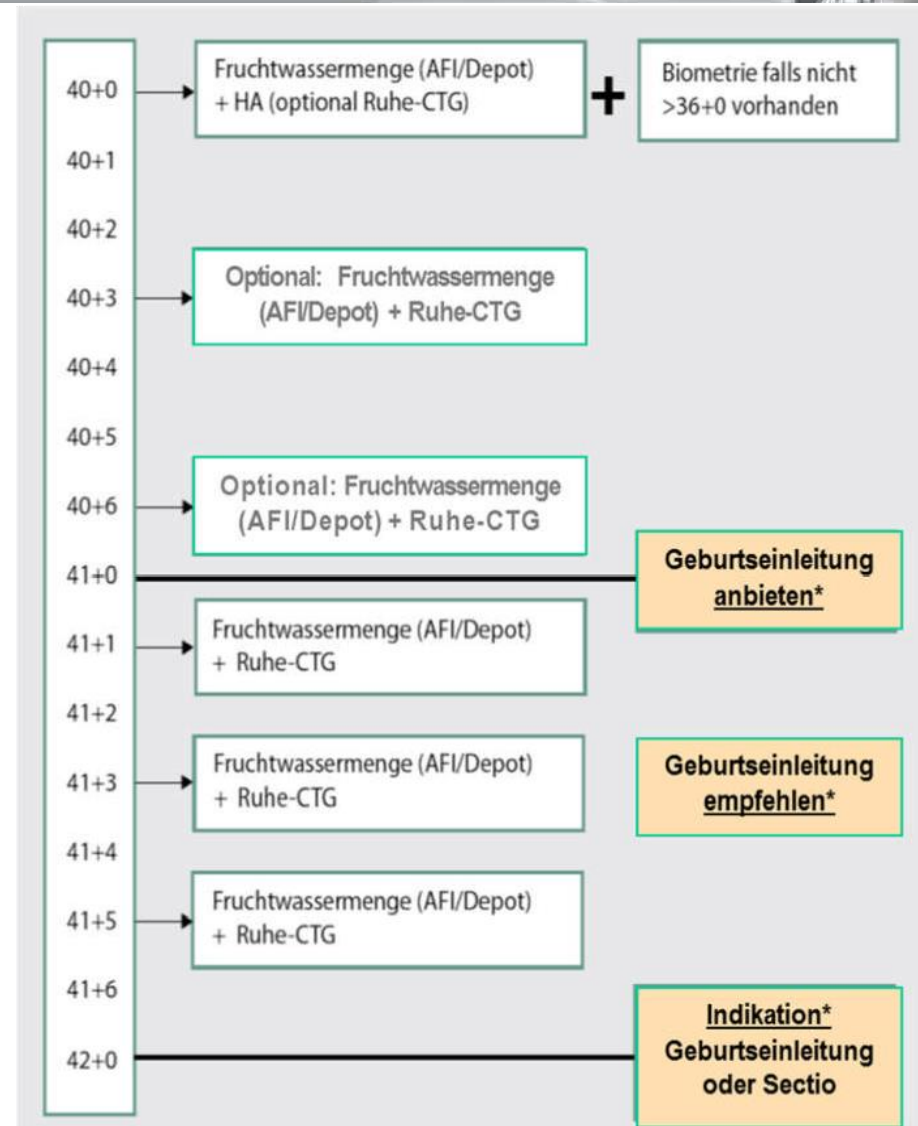 40+0
Fruchtwassermenge (AFI/Depot)
+ HA (optional Ruhe-CTG)
+
Biometrie falls nicht
>36+0 vorhanden
40+1
40+2
40+3
Optional: Fruchtwassermenge
(AFI/Depot) + Ruhe-CTG
40+4
40+5
40+6
Optional: Fruchtwassermenge
(AFI/Depot) + Ruhe-CTG
41+0
Geburtseinleitung
anbieten*
41+1
Fruchtwassermenge (AFI/Depot)
+ Ruhe-CTG
41+2
41+3
Fruchtwassermenge (AFI/Depot)
+ Ruhe-CTG
Geburtseinleitung
empfehlen*
41+4
41+5
Fruchtwassermenge (AFI/Depot)
+ Ruhe-CTG
41+6
42+0
Indikation*
Geburtseinleitung
oder Sectio